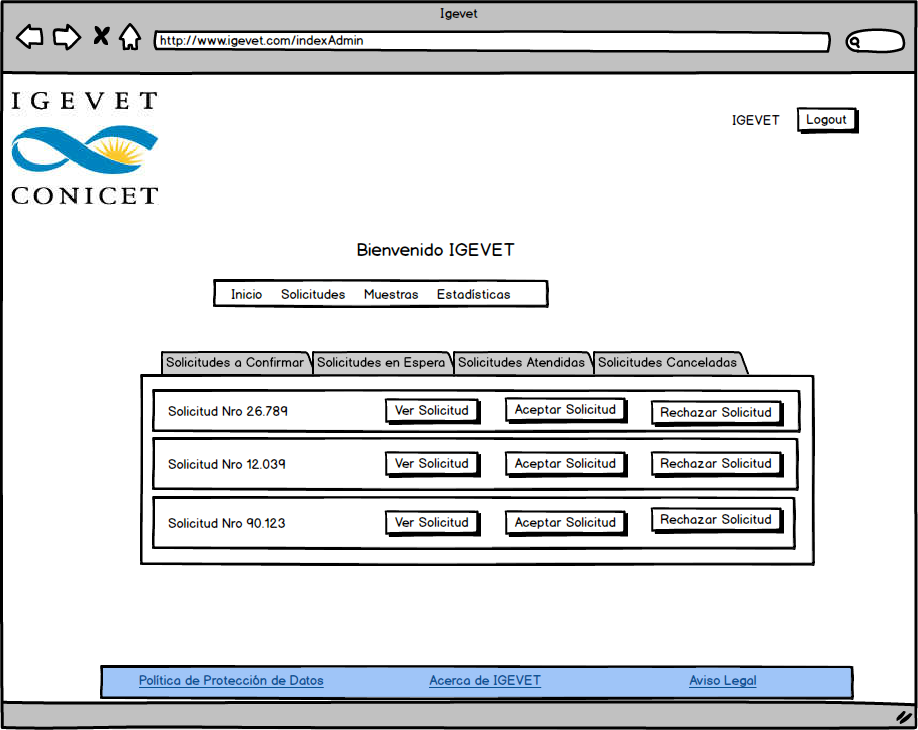 Igevet
http://www.igevet.com/indexAdmin
IGEVET
CONICET
IGEVET Logout
Bienvenido IGEVET
Inicio Solicitudes Muestras Estadísticas
Solicitudes a Confirmar Solicitudes en Espera Solicitudes Atendidas Solicitudes Canceladas
Solicitud Nro 26.789 Ver Solicitud Aceptar Solicitud Rechazar Solicitud
Solicitud Nro 12.039 Ver Solicitud Aceptar Solicitud Rechazar Solicitud
Solicitud Nro 90.123 Ver Solicitud Aceptar Solicitud Rechazar Solicitud
Política de Protección de Datos Acerca de IGEVET Aviso Legal